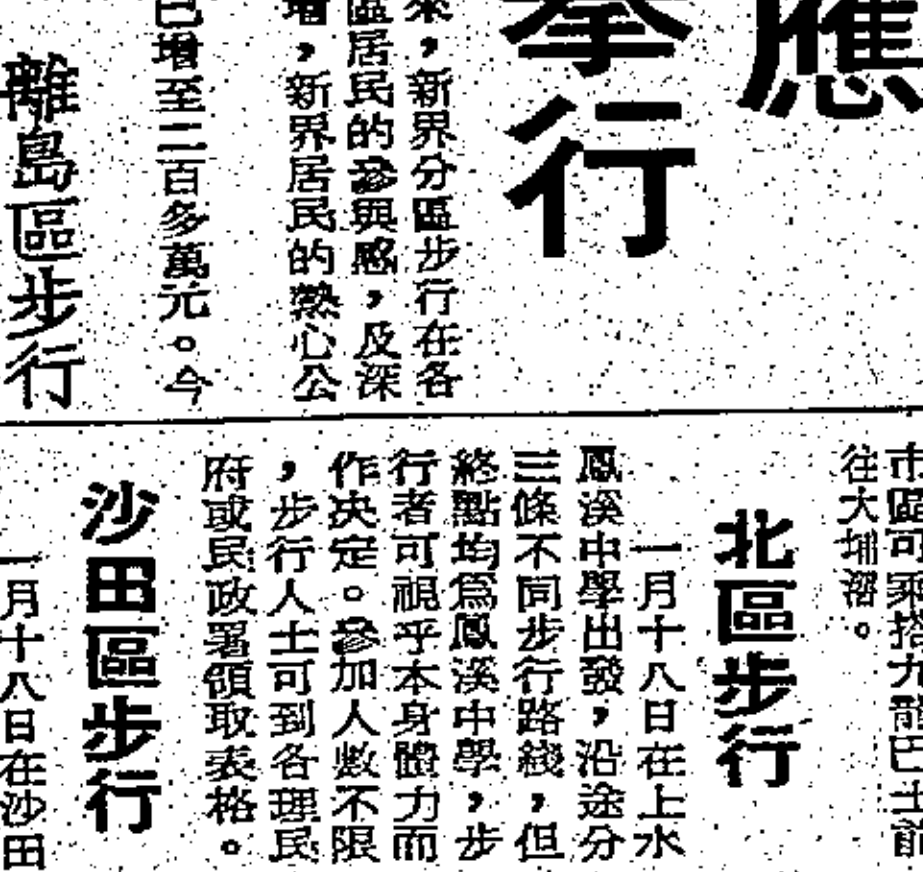 應
舉行
來，新界分區步行在各
區居民的參與感，及深
增，新界居民的熱心公
已增至二百多萬元。今
離島區步行
市區可乘搭九龍巴士前
往大埔滘。
北區步行
一月十八日在上水
鳳溪中學出發，沿途分
三條不同步行路綫，但
終點均爲鳳溪中學，步
行者可視乎本身體力而
作决定。參加人數不限
，步行人士可到各理民
府或民政署領取表格。
沙田區步行
一月十八日在沙田